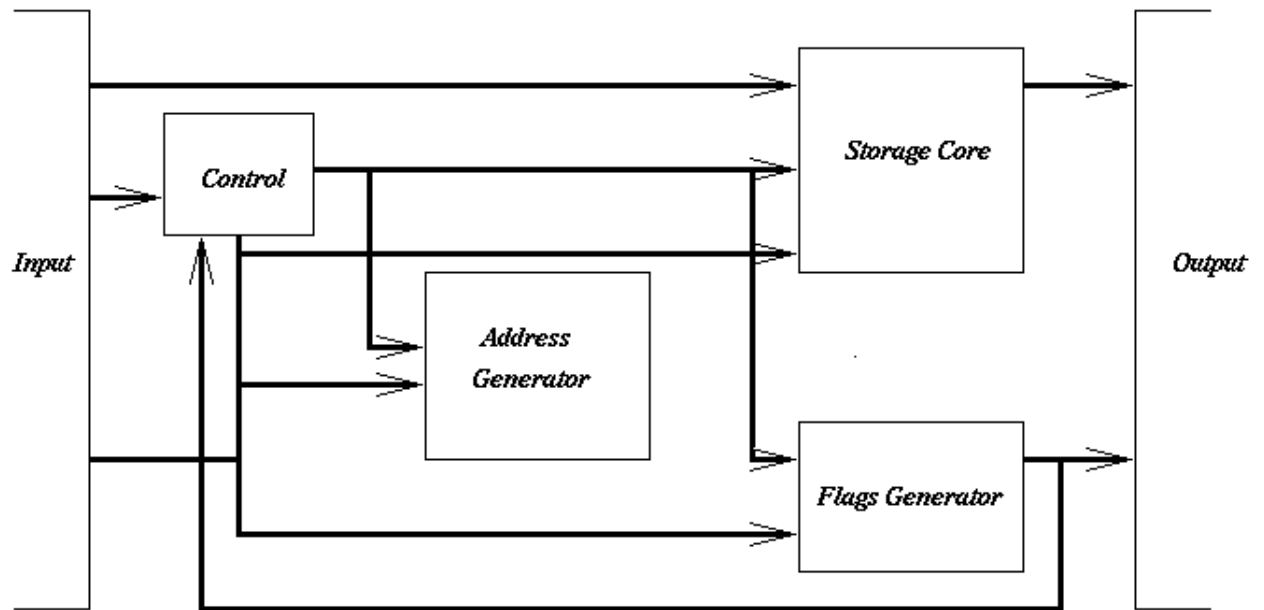 Storage Core
Control
Input
Output
Address
Generator
Flags Generator